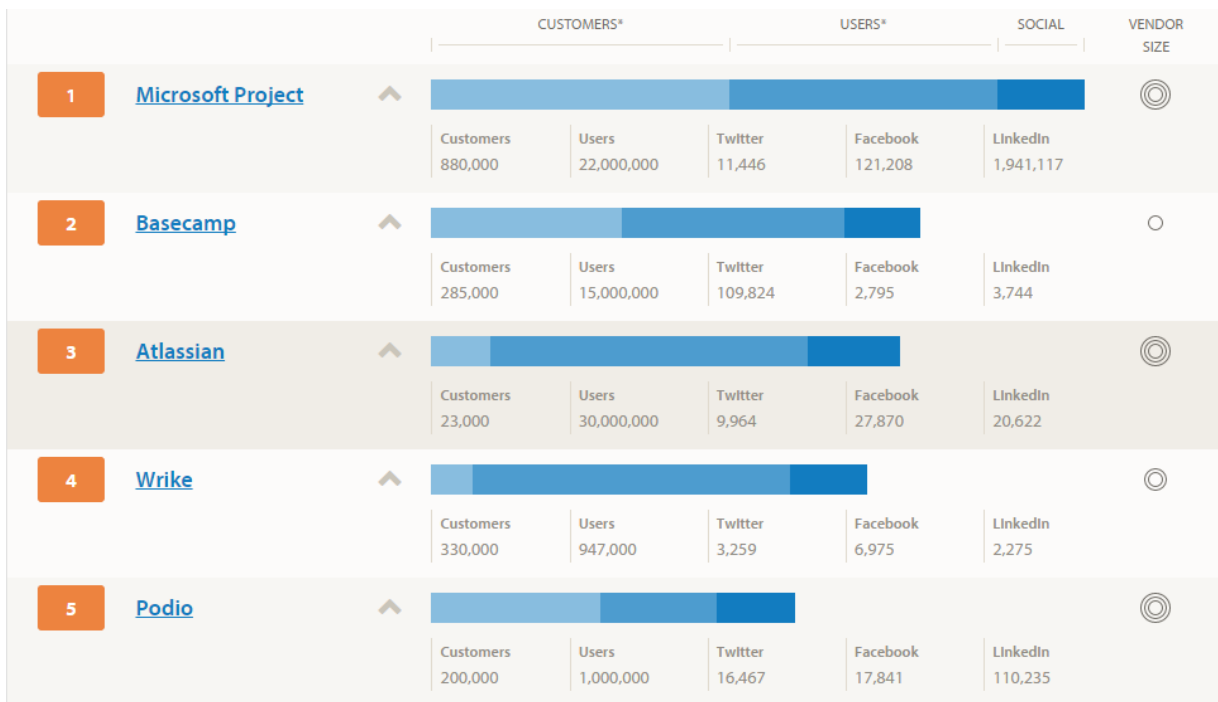 CUSTOMERS* USERS* SOCIAL VENDOR
SIZE
1 Microsoft Project
Customers Users Twitter Facebook LinkedIn
880,000 22,000,000 11,446 121,208 1,941,117
2 Basecamp
Customers Users Twitter Facebook LinkedIn
285,000 15,000,000 109,824 2,795 3,744
3 Atlassian
Customers Users Twitter Facebook LinkedIn
23,000 30,000,000 9,964 27,870 20,622
4 Wrike
Customers Users Twitter Facebook LinkedIn
330,000 947,000 3,259 6,975 2,275
5 Podio
Customers Users Twitter Facebook LinkedIn
200,000 1,000,000 16,467 17,841 110,235